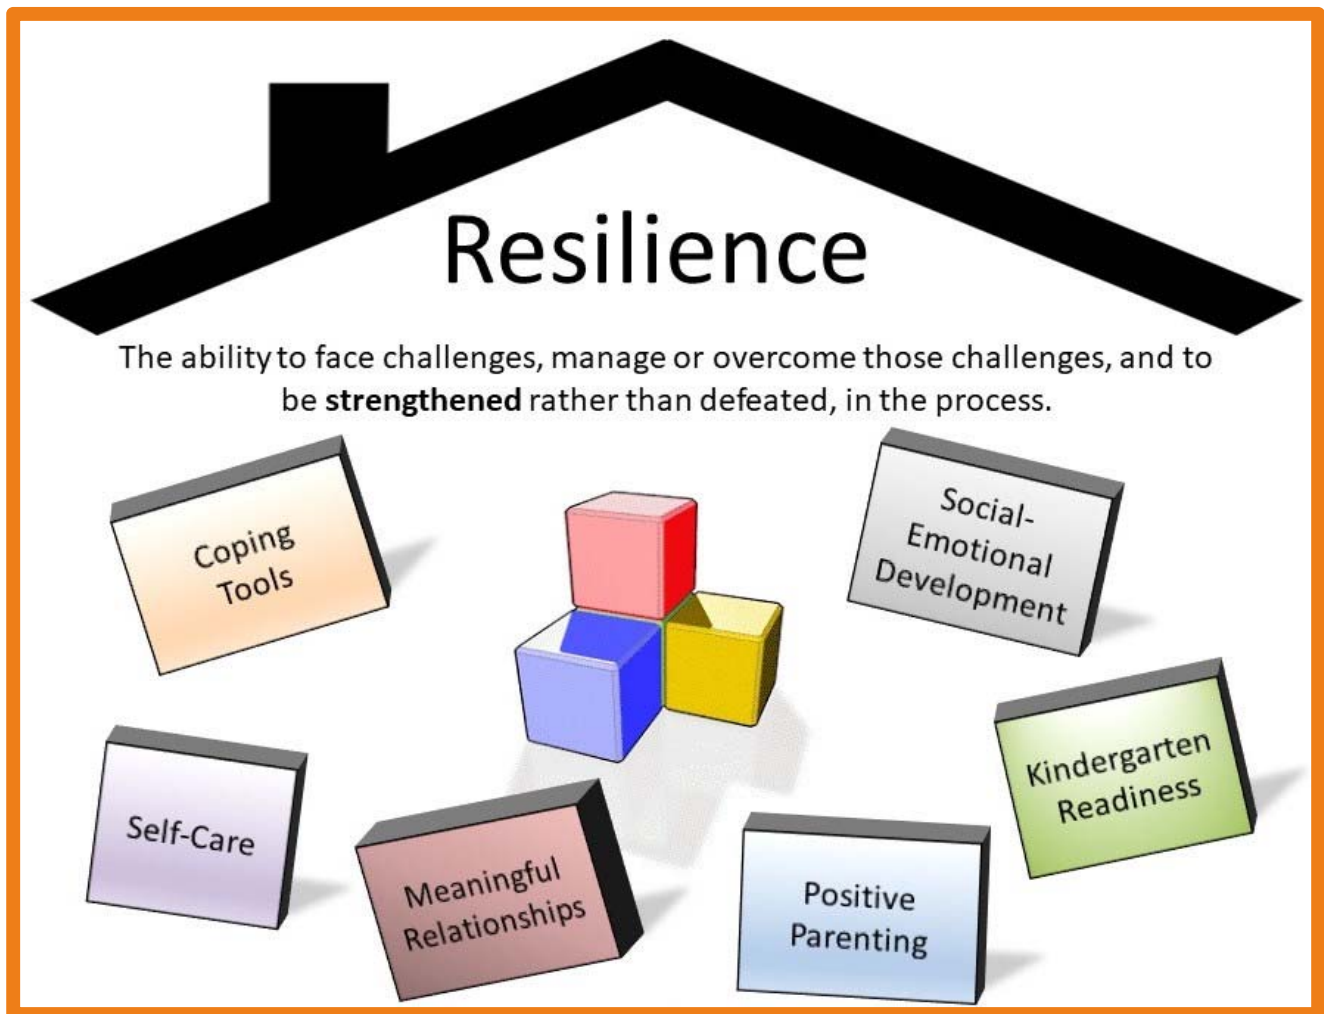 Resilience
The ability to face challenges, manage or overcome those challenges, and to
be strengthened rather than defeated, in the process.
Coping
Tools
Social-
Emotional
Development
Kindergarten
Readiness
Self-Care
Meaningful
Relationships
Positive
Parenting